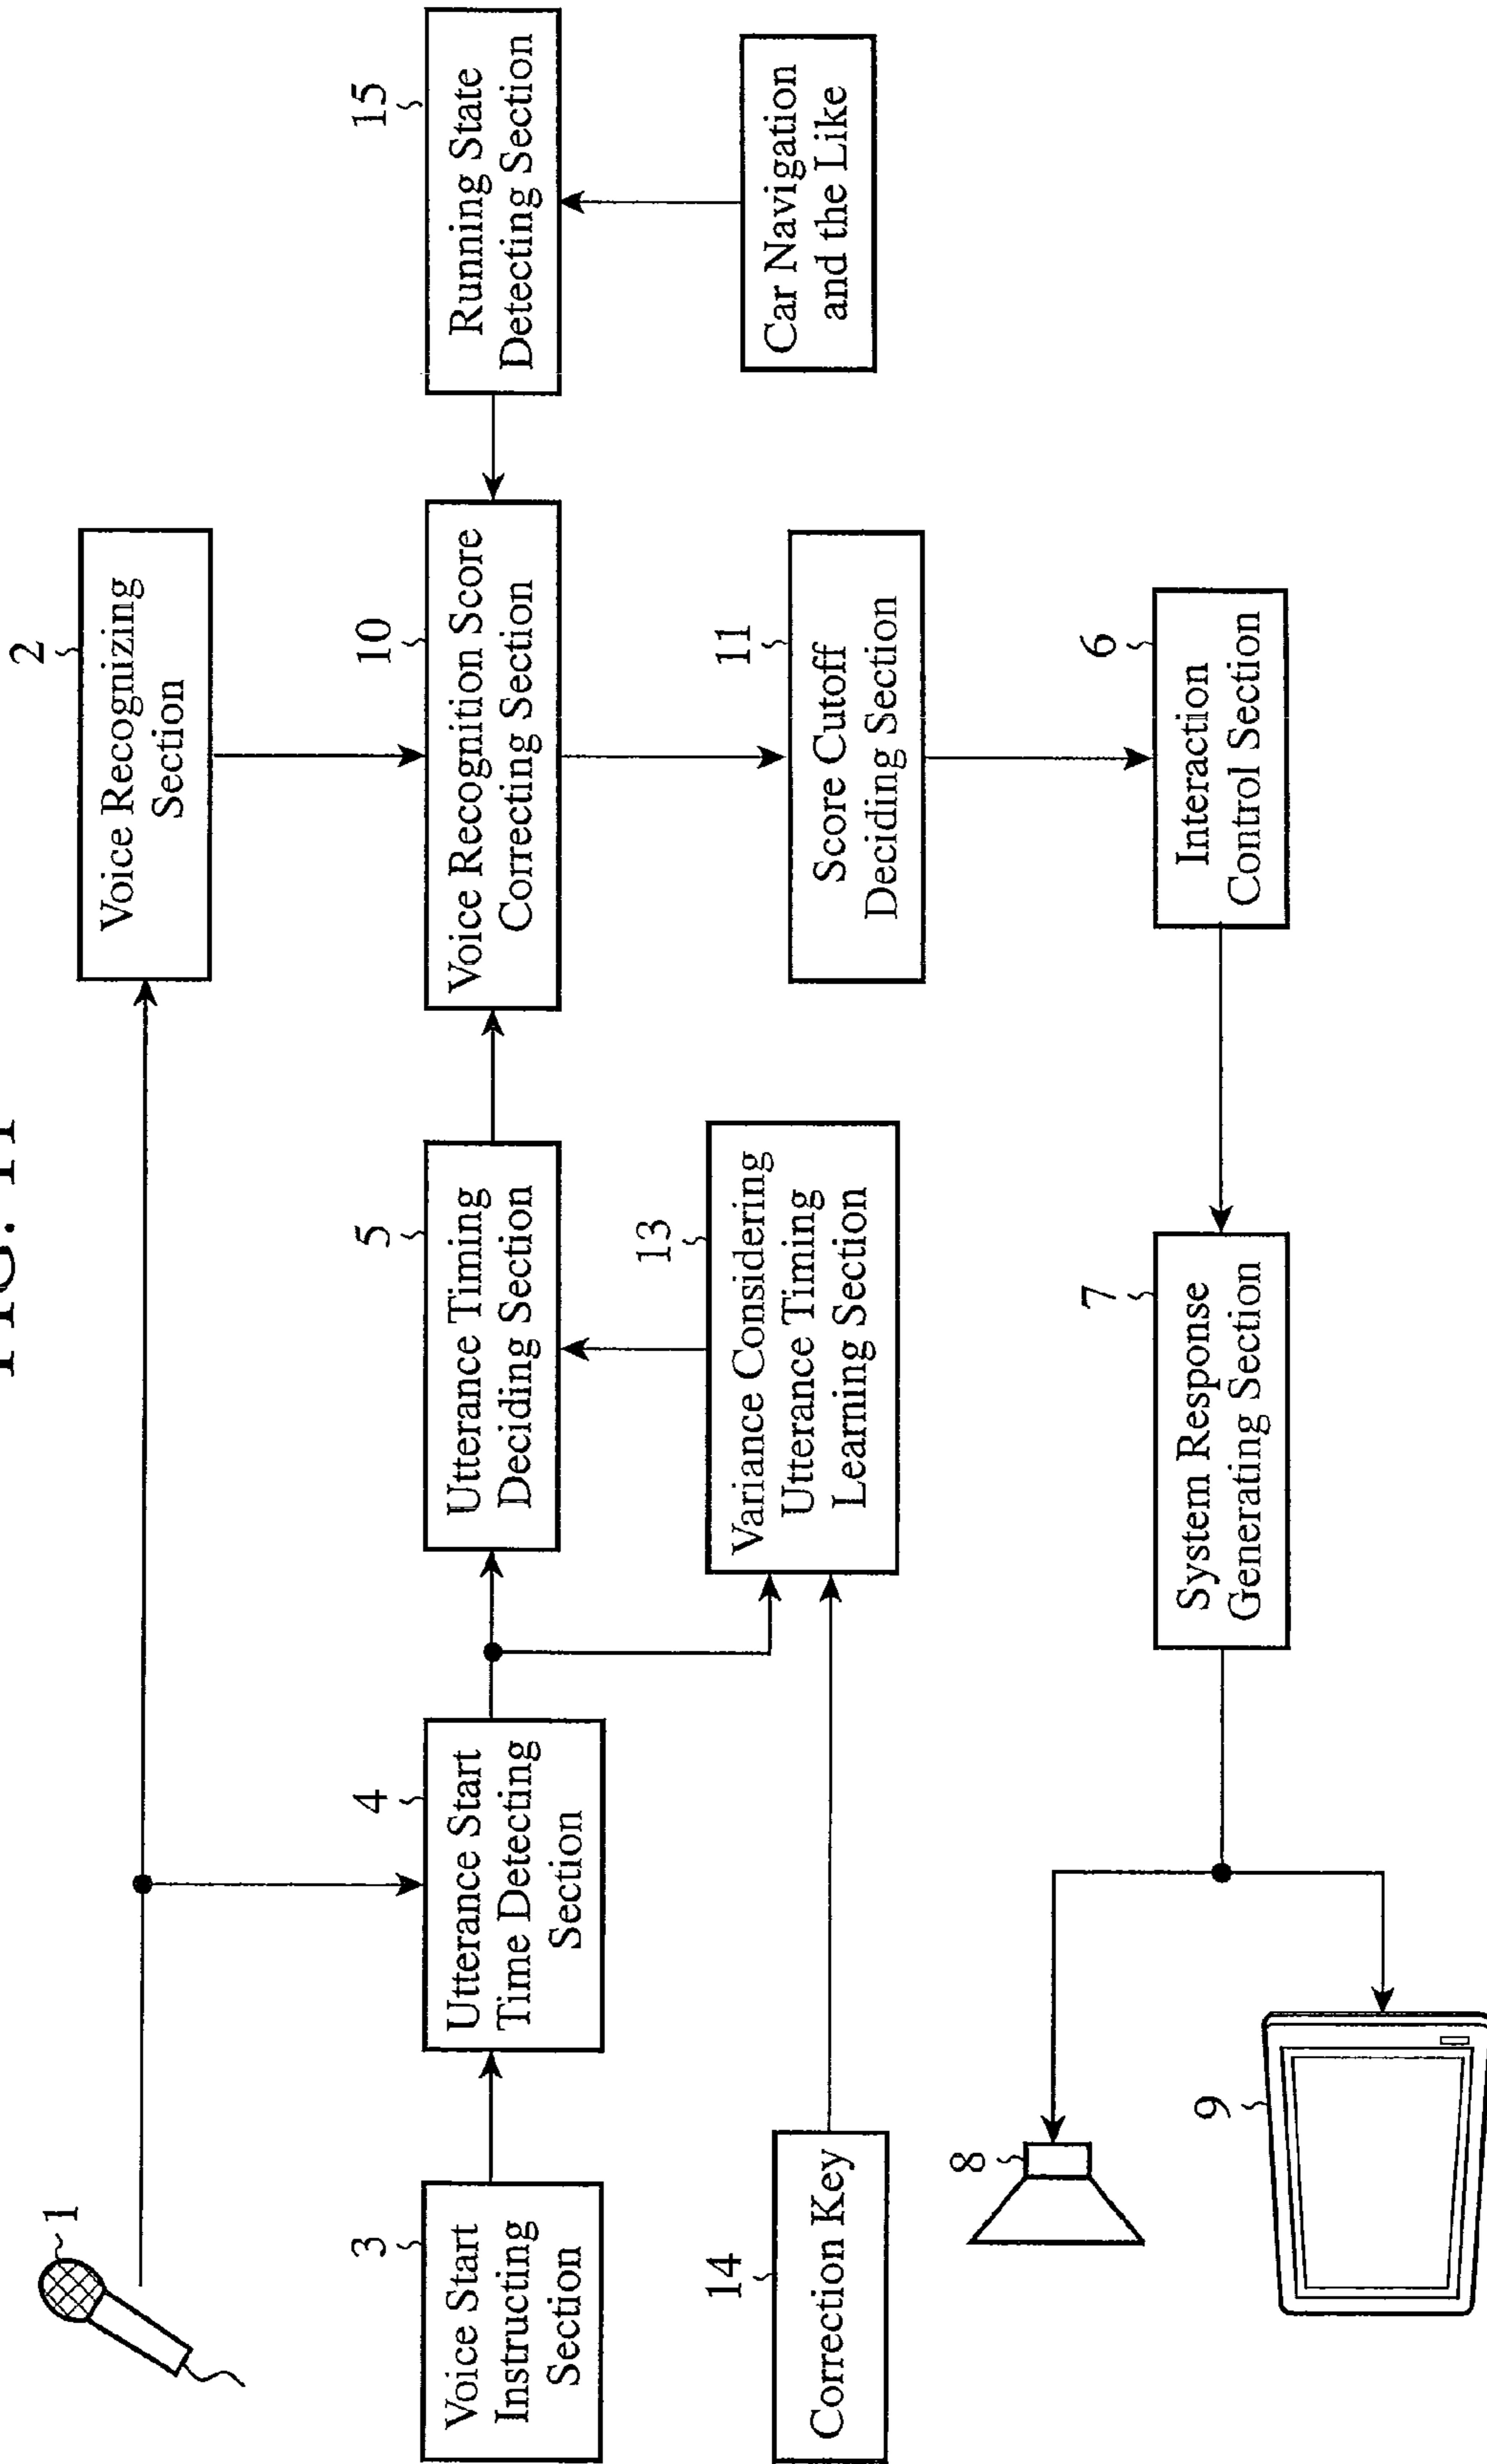 FIG. 11
1
2
Voice Recognizing
Section
3
Voice Start
Instructing
Section
4
Utterance Start
Time Detecting
Section
5
Utterance Timing
Deciding Section
10
Voice Recognition Score
Correcting Section
15
Running State
Detecting Section
14
Correction Key
13
Variance Considering
Utterance Timing
Learning Section
11
Score Cutoff
Deciding Section
Car Navigation
and the Like
8
9
7
System Response
Generating Section
6
Interaction
Control Section